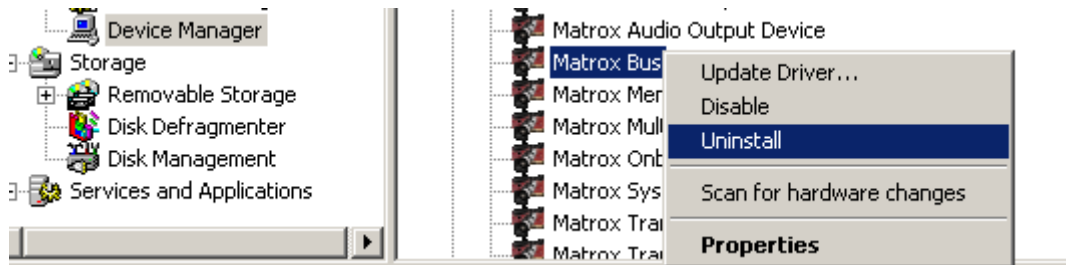 Device Manager
Storage
Removable Storage
Disk Defragmenter
Disk Management
Services and Applications
Matrox Audio Output Device
Matrox Bus
Matrox Mer
Matrox Mul
Matrox Onb
Matrox Sys
Matrox Tra
Matrox Tra
Update Driver...
Disable
Uninstall
Scan for hardware changes
Properties